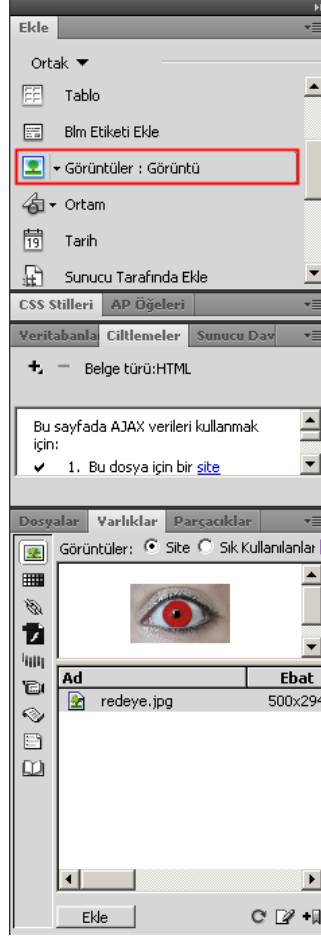 Ekle
Ortak
Tablo
Blm Etiketi Ekle
Görüntüler : Görüntü
Ortam
19 Tarih
Sunucu Tarafında Ekle
CSS Stilleri AP Öğeleri
Veritabanla Ciltlemeler Sunucu Dav
Belge türü:HTML
Bu sayfada AJAX verileri kullanmak
için:
1. Bu dosya için bir site
Dosyalar Varlıklar Parçacıklar
Görüntüler: Site Sık Kullanılanlar
Ad Ebat
redeye.jpg 500x294
Ekle